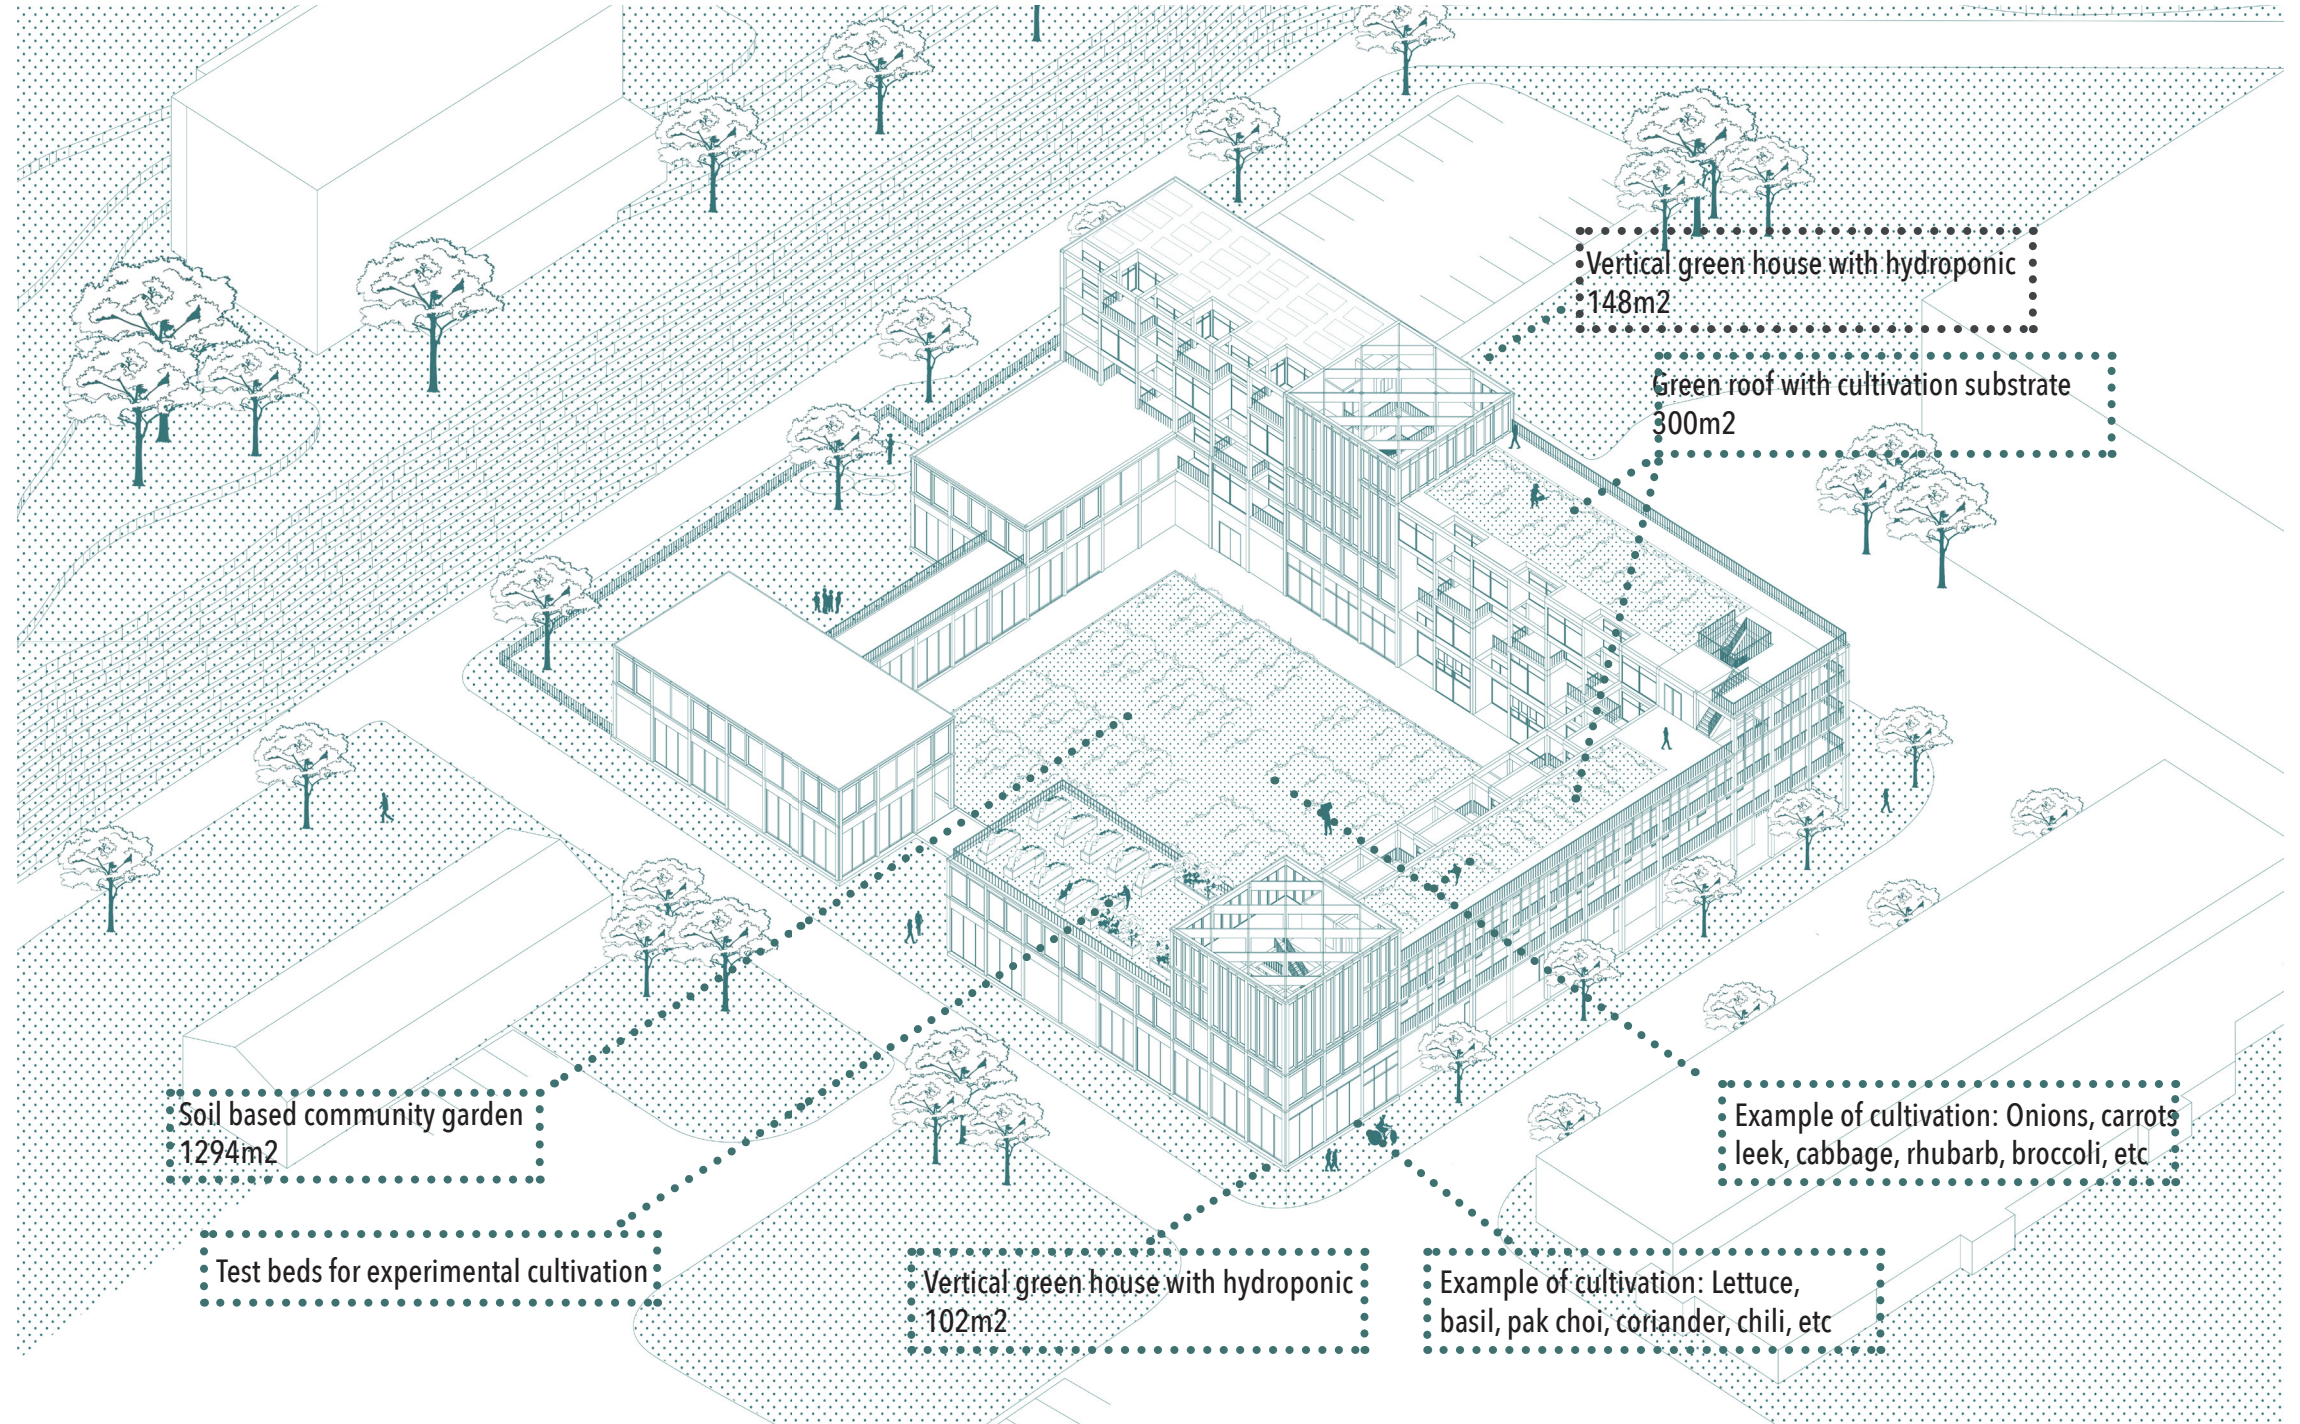 Vertical green house with hydroponic
148m2
Green roof with cultivation substrate
300m2
Soil based community garden
1294m2
Example of cultivation: Onions, carrots
leek, cabbage, rhubarb, broccoli, etc
Test beds for experimental cultivation
Vertical green house with hydroponic
102m2
Example of cultivation: Lettuce,
basil, pak choi, coriander, chili, etc